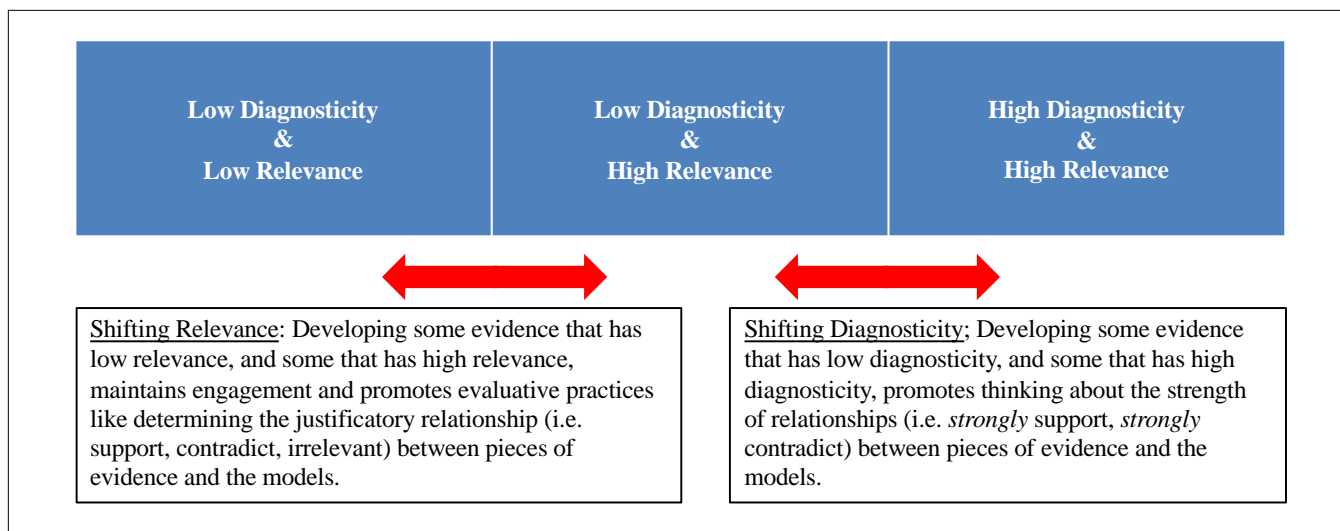 Low Diagnosticity
&
Low Relevance
Low Diagnosticity
&
High Relevance
High Diagnosticity
&
High Relevance
Shifting Relevance: Developing some evidence that has
low relevance, and some that has high relevance,
maintains engagement and promotes evaluative practices
like determining the justificatory relationship (i.e.
support, contradict, irrelevant) between pieces of
evidence and the models.
Shifting Diagnosticity; Developing some evidence
that has low diagnosticity, and some that has high
diagnosticity, promotes thinking about the strength
of relationships (i.e. strongly support, strongly
contradict) between pieces of evidence and the
models.